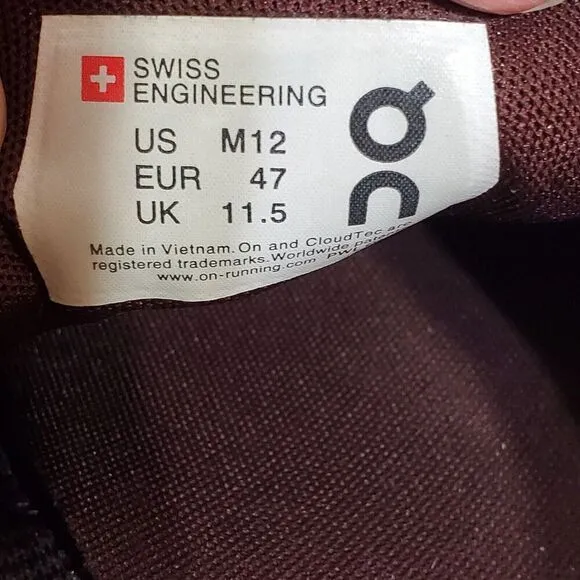 SWISS
ENGINEERING
US M12
EUR 47
UK 11.5
Made in Vietnam. On and CloudTec are
registered trademarks. Worldwide
www.on-running.com